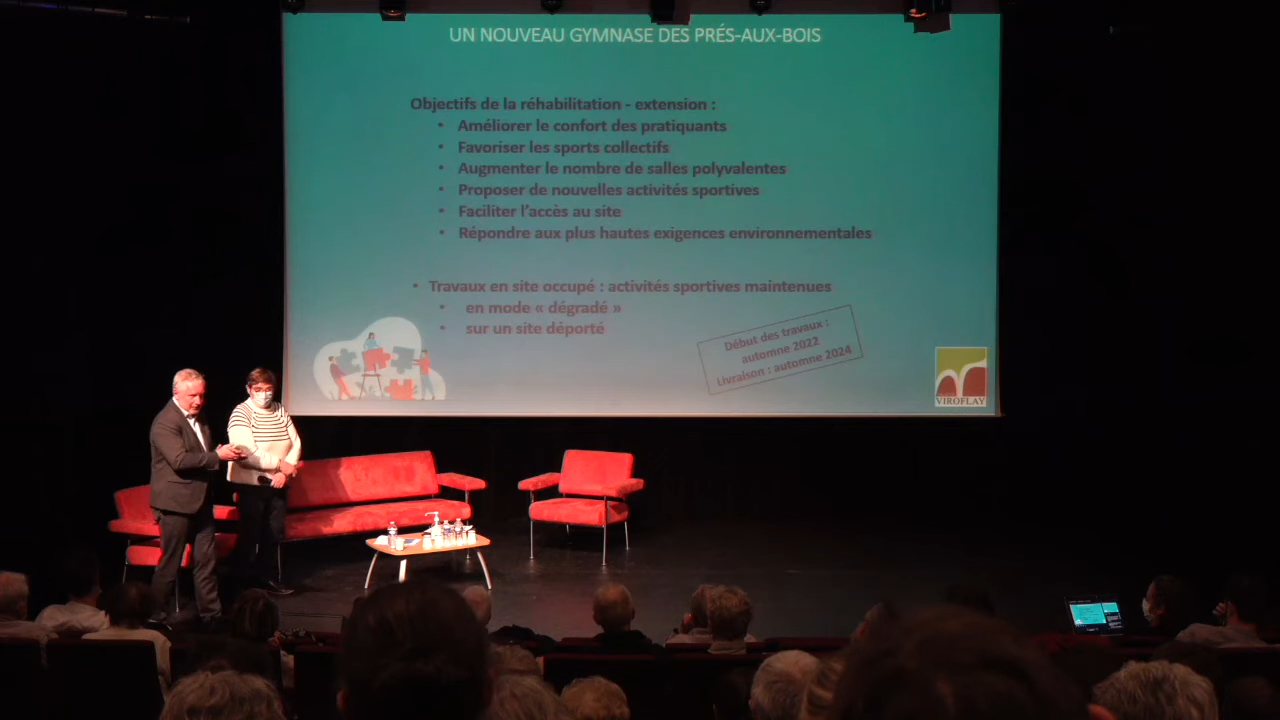 UN NOUVEAU GYMNASE DES PRÉS-AUX-BOIS
Objectifs de la réhabilitation - extension :
• Améliorer le confort des pratiquants
• Favoriser les sports collectifs
• Augmenter le nombre de salles polyvalentes
• Proposer de nouvelles activités sportives
• Faciliter l'accès au site
• Répondre aux plus hautes exigences environnementales
• Travaux en site occupé : activités sportives maintenues
• en mode « dégradé »
• sur un site déporté
Début des travaux :
automne 2022
Livraison : automne 2024
VIROFLAY